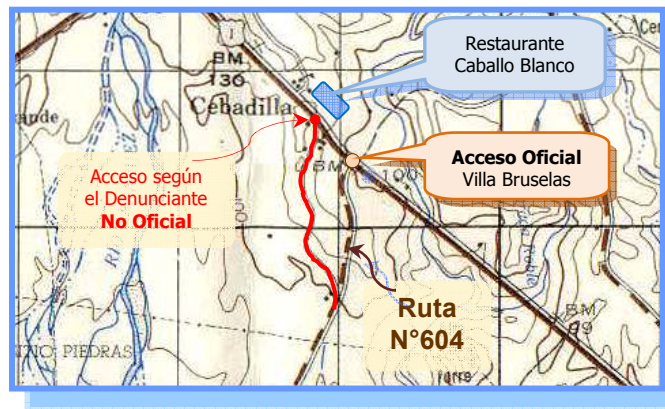 Restaurante
Caballo Blanco
1
BM
130
Cebadilla
Acceso Oficial
Villa Bruselas
BM
100
Acceso según
el Denunciante
No Oficial
Ruta
N°604
BM
PIEDRAS